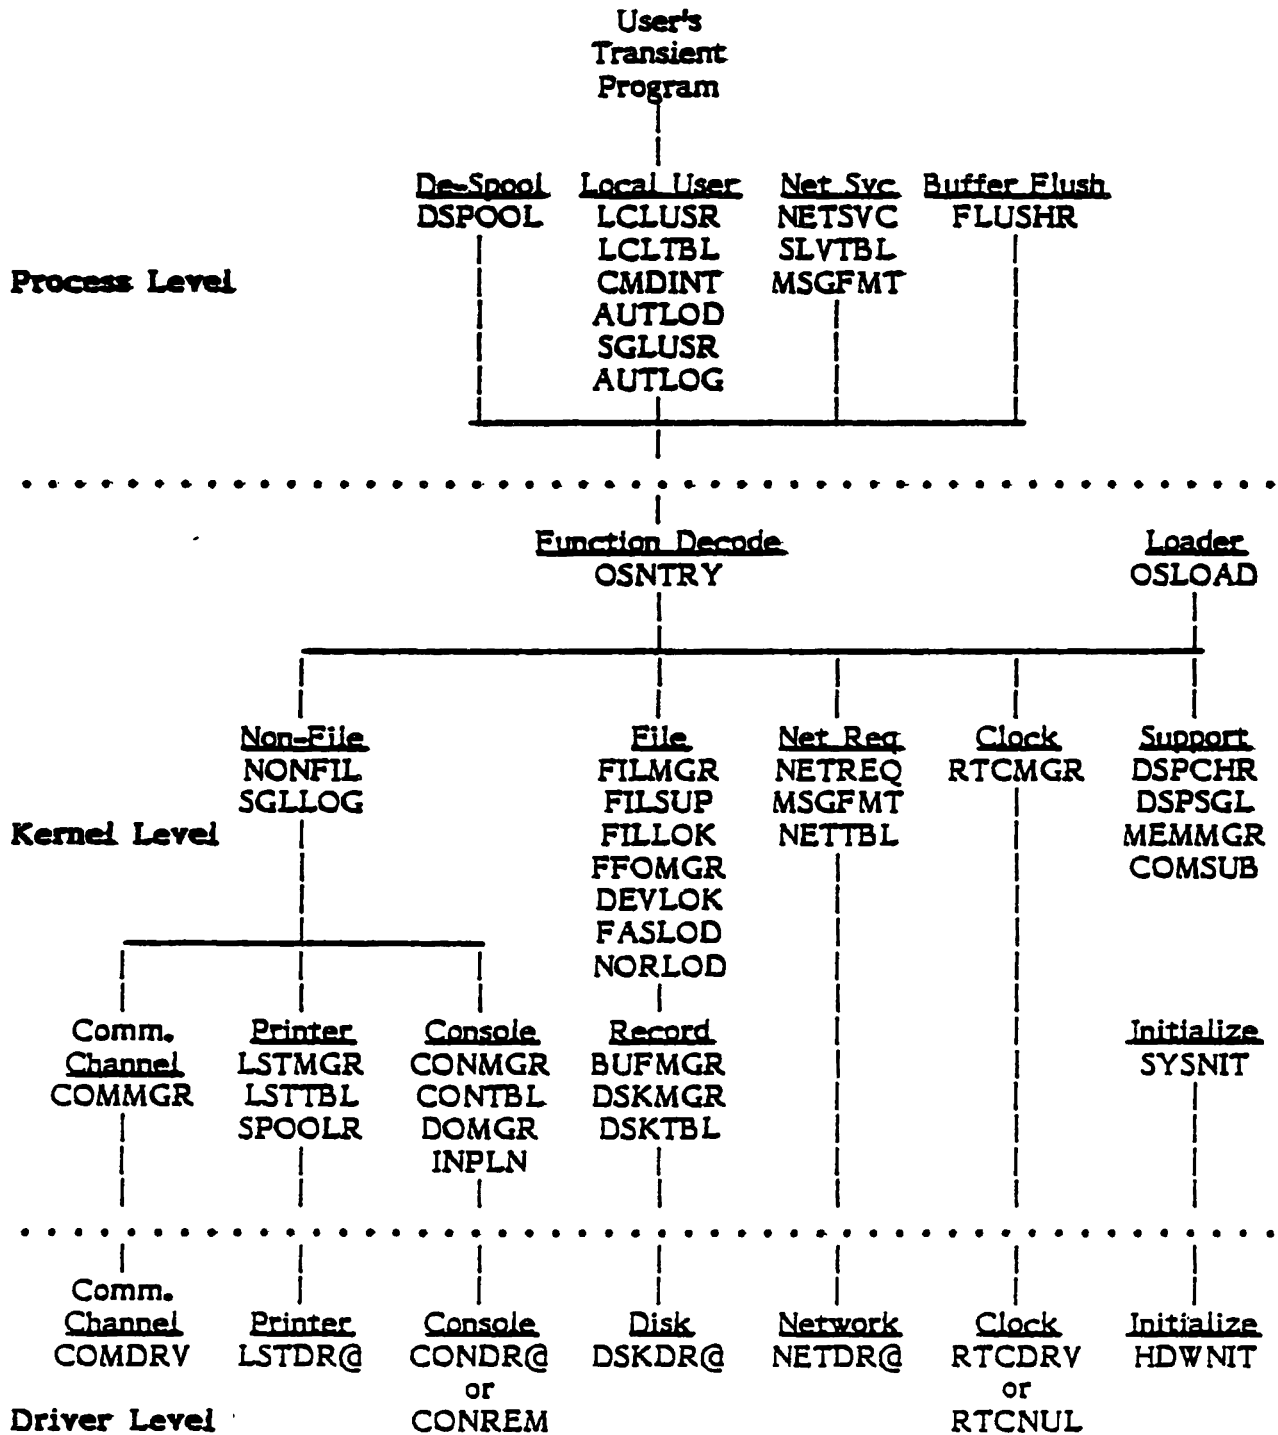 User's
Transient
Program
De-Spool Local User Net Svc Buffer Flush
DSPOOL LCLUSR NETSVC FLUSHR
LCLTBL SLVTBL
Process Level CMDINT MSGFMT
AUTLOD
SGLUSR
AUTLOG
Function Decode Loader
OSNTRY OSLOAD
Non-File File Net Req Clock Support
NONFIL FILMGR NETREQ RTCMGR DSPCHR
SGLLOG FILSUP MSGFMT DSPSGL
Kernel Level FILLOK NETTBL MEMMGR
FFOMGR COMSUB
DEVLOK
FASLOD
NORLOD
Comm. Printer Console Record Initialize
Channel LSTMGR CONMGR BUFMGR SYSNIT
COMMGR LSTTBL CONTBL DSKMGR
SPOOLR DOMGR DSKTBL
INPLN
Comm.
Channel Printer Console Disk Network Clock Initialize
COMDRV LSTDR@ CONDR@ DSKDR@ NETDR@ RTCDRV HDWNIT
or or
Driver Level CONREM RTCNUL